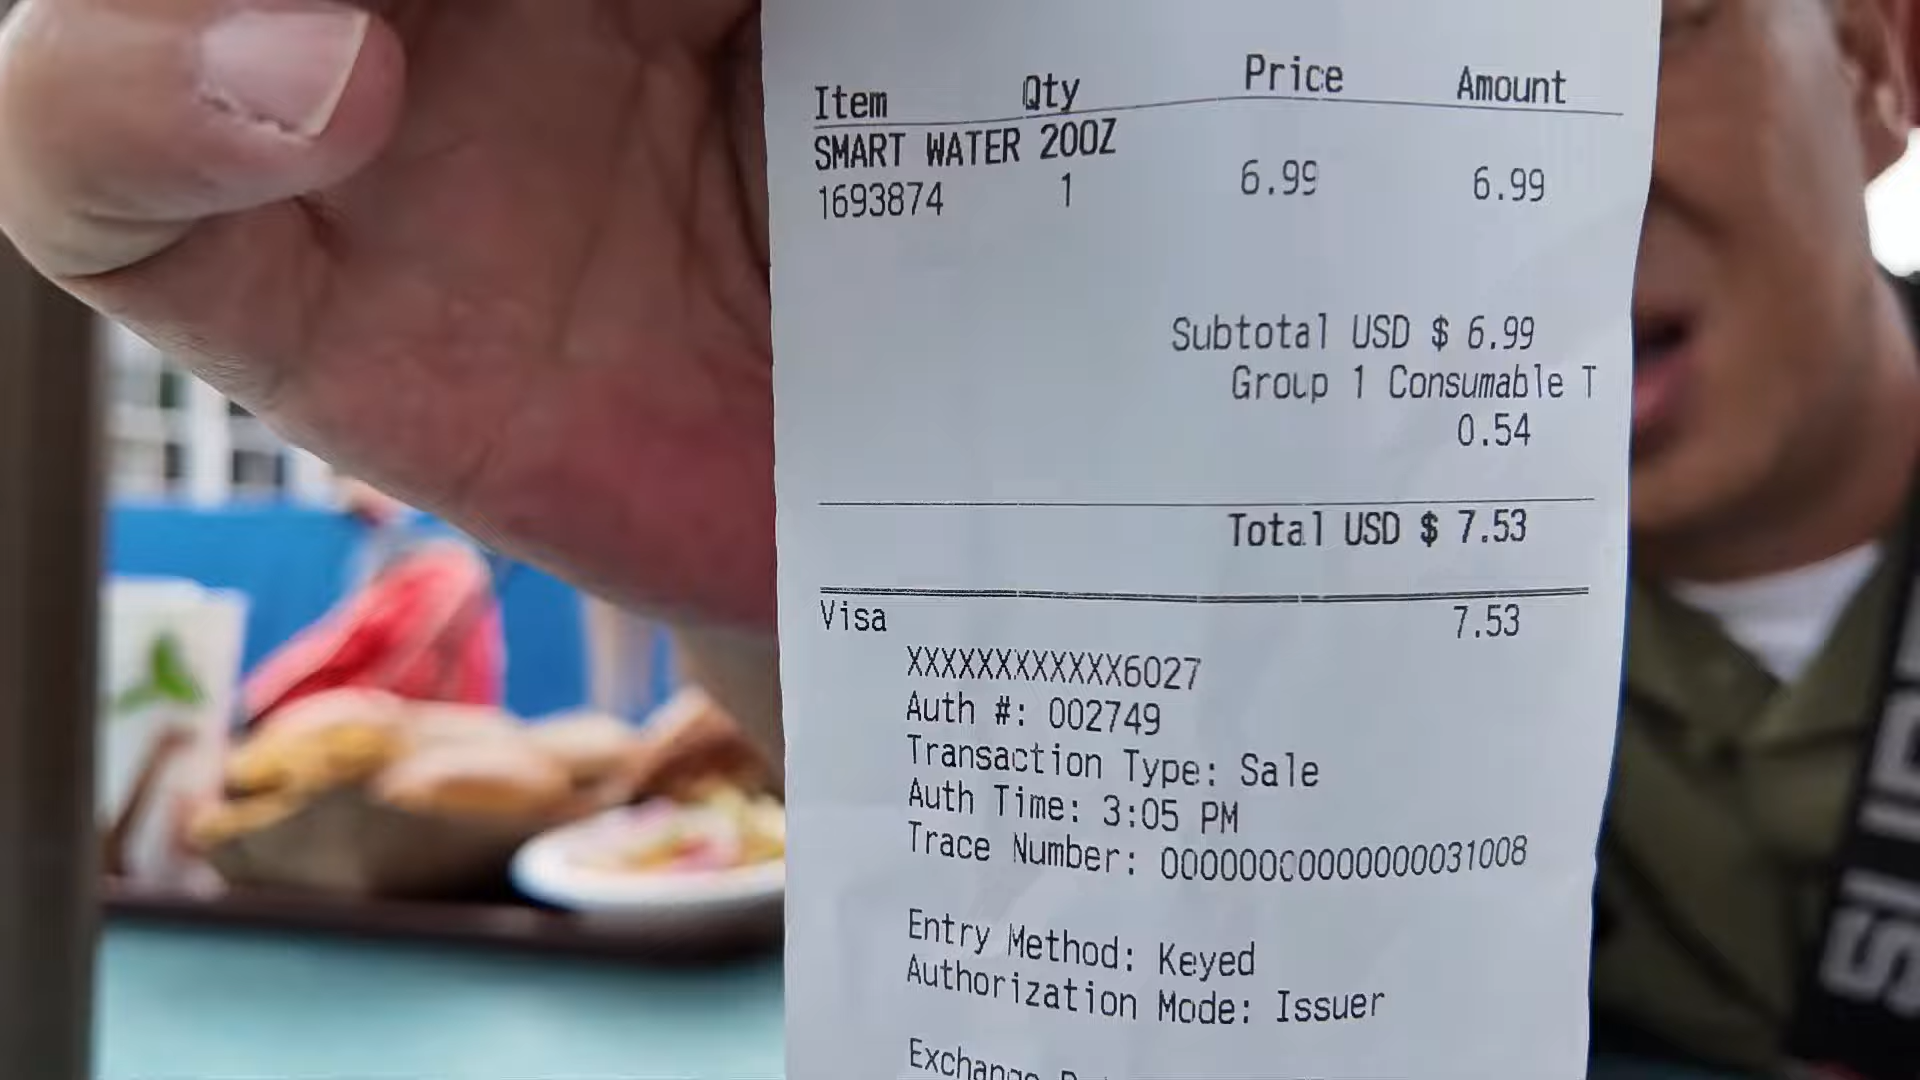 Item Qty Price Amount
SMART WATER 20OZ
1693874 1 6.99 6.99
Subtotal USD $ 6.99
Group 1 Consumable T
0.54
Total USD $ 7.53
Visa 7.53
XXXXXXXXXXXX6027
Auth #: 002749
Transaction Type: Sale
Auth Time: 3:05 PM
Trace Number: 000000000000000031008
Entry Method: Keyed
Authorization Mode: Issuer
Exchange